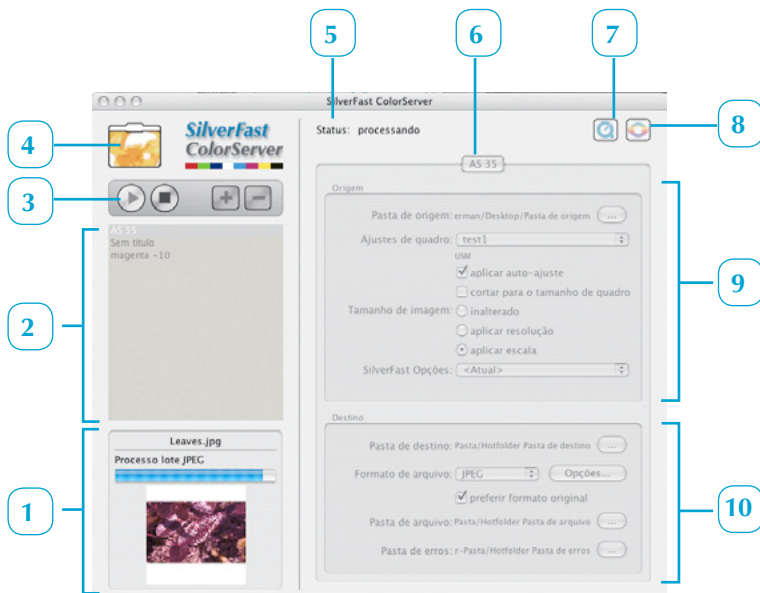 5
6
7
SilverFast ColorServer
4
SilverFast
ColorServer
Status: processando
8
AS 35
3
Origem
Pasta de origem: erman/Desktop/Pasta de origem ...
AS 35
Sem título
magenta -10
Ajustes de quadro: test1
USM
aplicar auto-ajuste
cortar para o tamanho de quadro
9
2
Tamanho de imagem: inalterado
aplicar resolução
aplicar escala
SilverFast Opções: <Atual>
Destino
Leaves.jpg
Processo lote JPEG
Pasta de destino: Pasta/Hotfolder Pasta de destino ...
Formato de arquivo: JPEG Opções...
preferir formato original
1
10
Pasta de arquivo: Pasta/Hotfolder Pasta de arquivo ...
Pasta de erros: r-Pasta/Hotfolder Pasta de erros ...